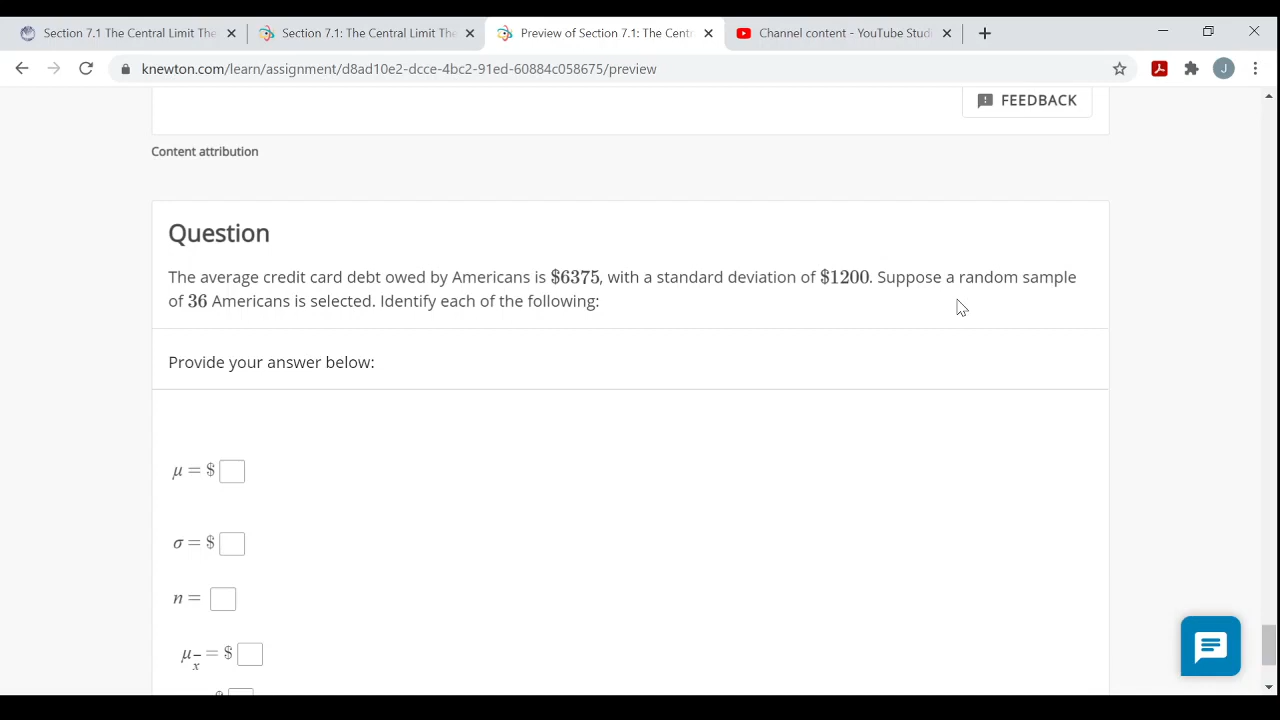 Section 7.1 The Central Limit The
Section 7.1: The Central Limit The
Preview of Section 7.1: The Cent
Channel content - YouTube Stud
knewton.com/learn/assignment/d8ad10e2-dcce-4bc2-91ed-60884c058675/preview
J
FEEDBACK
Content attribution
Question
The average credit card debt owed by Americans is $6375, with a standard deviation of $1200. Suppose a random sample
of 36 Americans is selected. Identify each of the following:
Provide your answer below:
μ = $
σ = $
n =
μx̄ = $
$